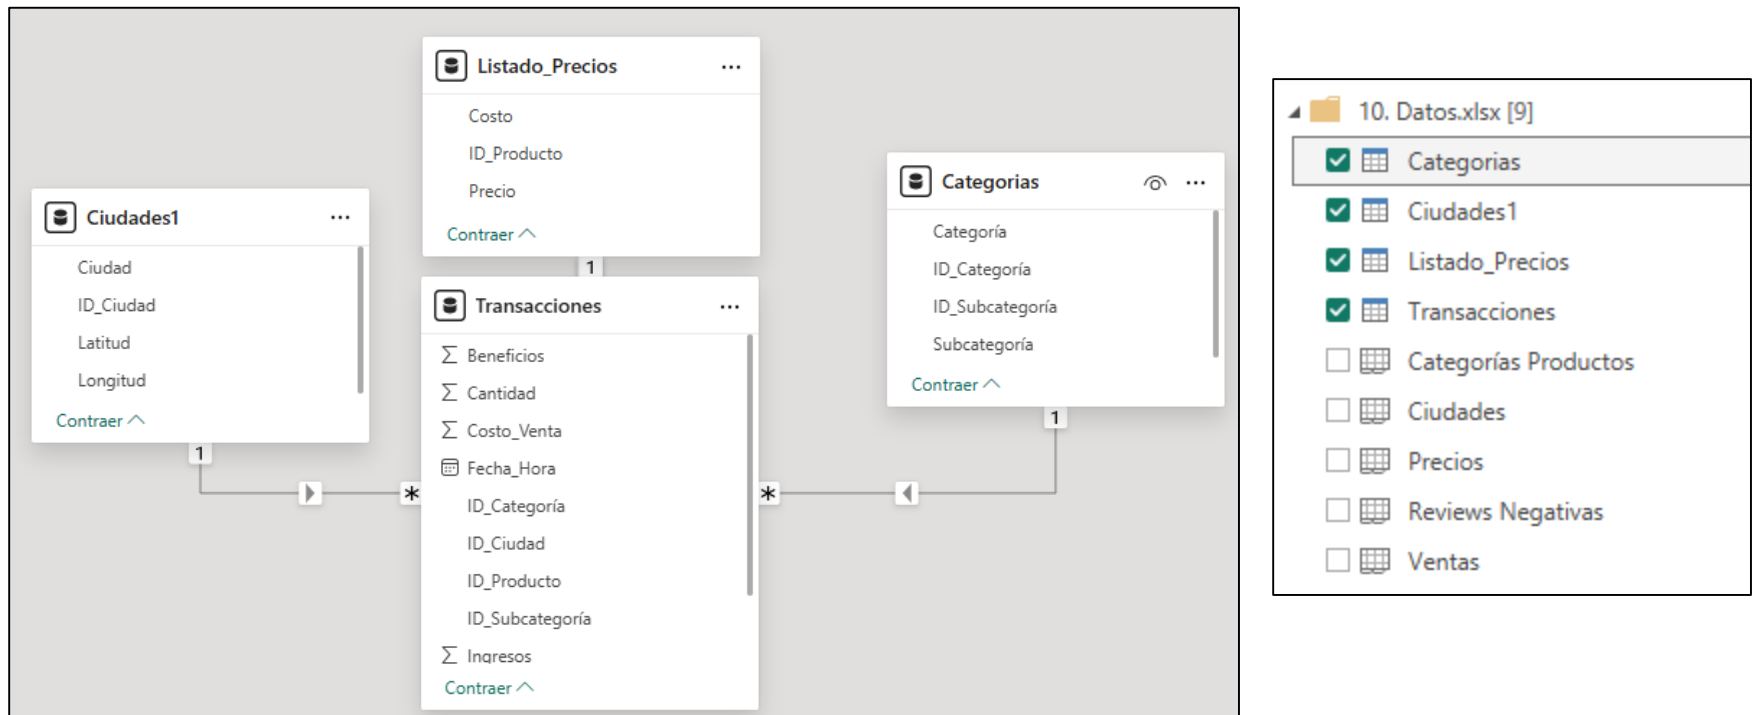 Listado_Precios
Costo
ID_Producto
Precio
Contraer
1
Ciudades1
Ciudad
ID_Ciudad
Latitud
Longitud
Contraer
1
*
Transacciones
Beneficios
Cantidad
Costo_Venta
Fecha_Hora
ID_Categoría
ID_Ciudad
ID_Producto
ID_Subcategoría
Ingresos
Contraer
Categorias
Categoría
ID_Categoría
ID_Subcategoría
Subcategoría
Contraer
1
*
10. Datos.xlsx [9]
Categorias
Ciudades1
Listado_Precios
Transacciones
Categorías Productos
Ciudades
Precios
Reviews Negativas
Ventas